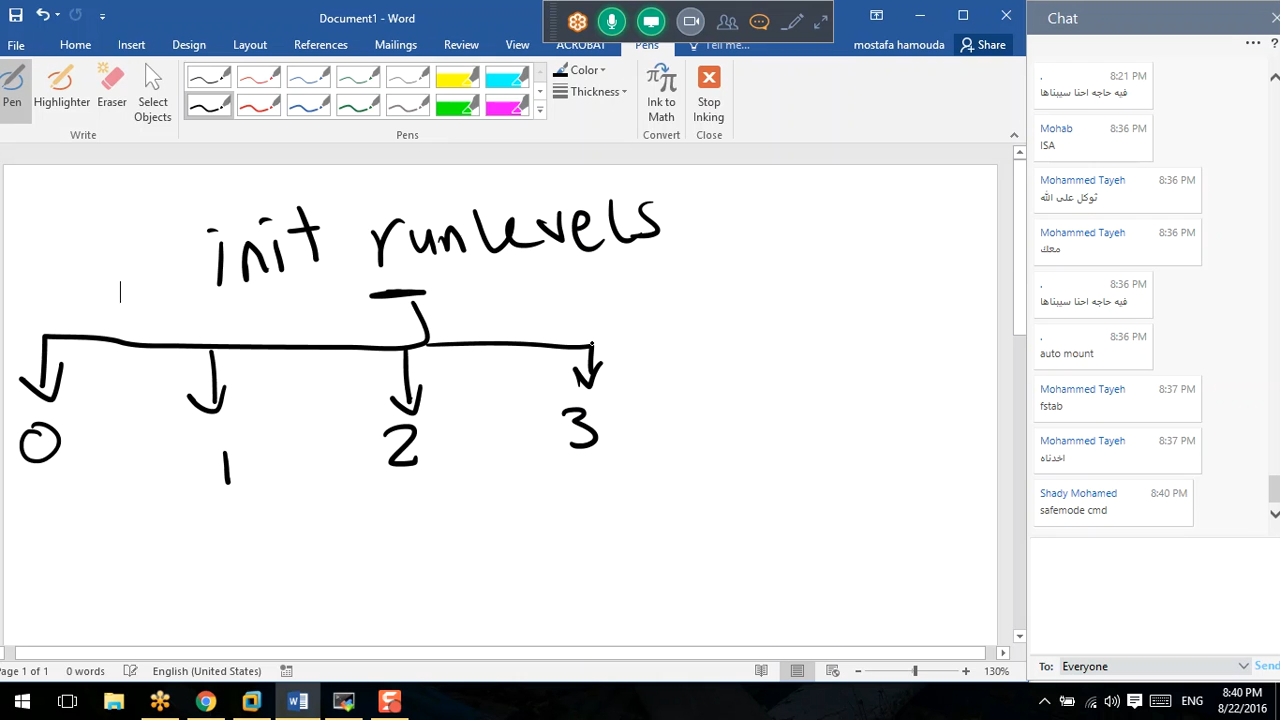 Document1 - Word
mostafa hamouda
Share
File
Home
Insert
Design
Layout
References
Mailings
Review
View
ACROBAT
Pens
Tell me...
Pen
Highlighter
Eraser
Select
Objects
Color
Thickness
Ink to
Math
Stop
Inking
Write
Pens
Convert
Close
init runlevels
0
1
2
3
Chat
. 8:21 PM
فيه حاجه احنا سيبناها
Mohab 8:36 PM
ISA
Mohammed Tayeh 8:36 PM
توكل على الله
Mohammed Tayeh 8:36 PM
معك
. 8:36 PM
فيه حاجه احنا سيبناها
. 8:36 PM
auto mount
Mohammed Tayeh 8:37 PM
fstab
Mohammed Tayeh 8:37 PM
اخدناه
Shady Mohamed 8:40 PM
safemode cmd
To: Everyone
Send
Page 1 of 1
0 words
English (United States)
130%
ENG
8:40 PM
8/22/2016